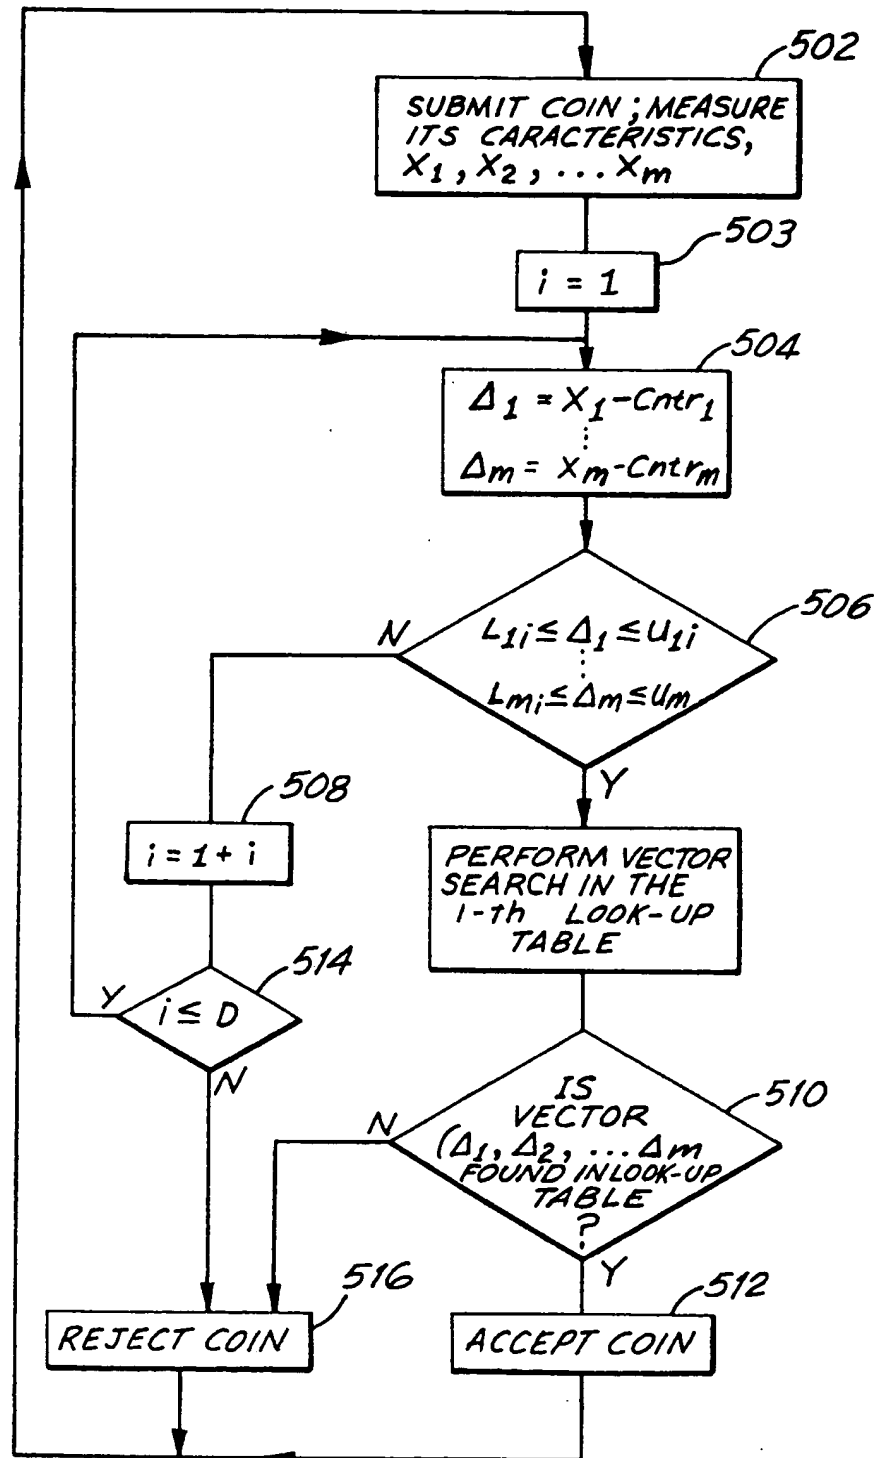 502
SUBMIT COIN; MEASURE
ITS CARACTERISTICS,
X1, X2, ... Xm
503
i = 1
504
Δ1 = X1-Cntr1
Δm = Xm-Cntrm
506
L1i ≤ Δ1 ≤ U1i
Lmi ≤ Δm ≤ Um
N
Y
508
i = 1 + i
PERFORM VECTOR
SEARCH IN THE
i-th LOOK-UP
TABLE
514
i ≤ D
Y
N
510
IS
VECTOR
(Δ1, Δ2, ... Δm
FOUND IN LOOK-UP
TABLE
?
N
Y
516
REJECT COIN
512
ACCEPT COIN